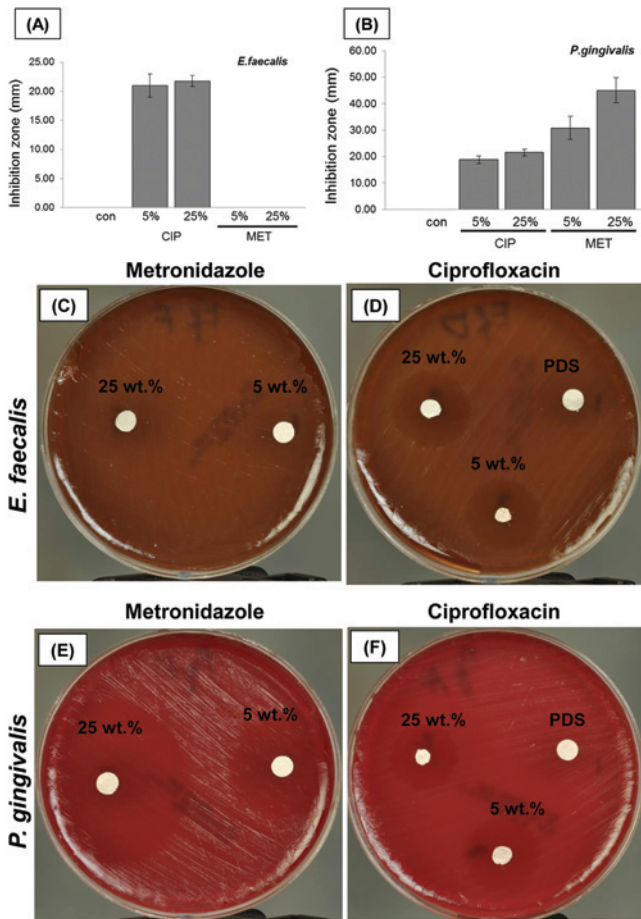 (A)
E.faecalis
Inhibition zone (mm)
25.00
20.00
15.00
10.00
5.00
0.00
con 5% 25% 5% 25%
CIP MET
(B)
P.gingivalis
Inhibition zone (mm)
60.00
50.00
40.00
30.00
20.00
10.00
0.00
con 5% 25% 5% 25%
CIP MET
Metronidazole Ciprofloxacin
E. faecalis
(C)
25 wt.% 5 wt.%
(D)
25 wt.% PDS
5 wt.%
Metronidazole Ciprofloxacin
P. gingivalis
(E)
25 wt.% 5 wt.%
(F)
25 wt.% PDS
5 wt.%